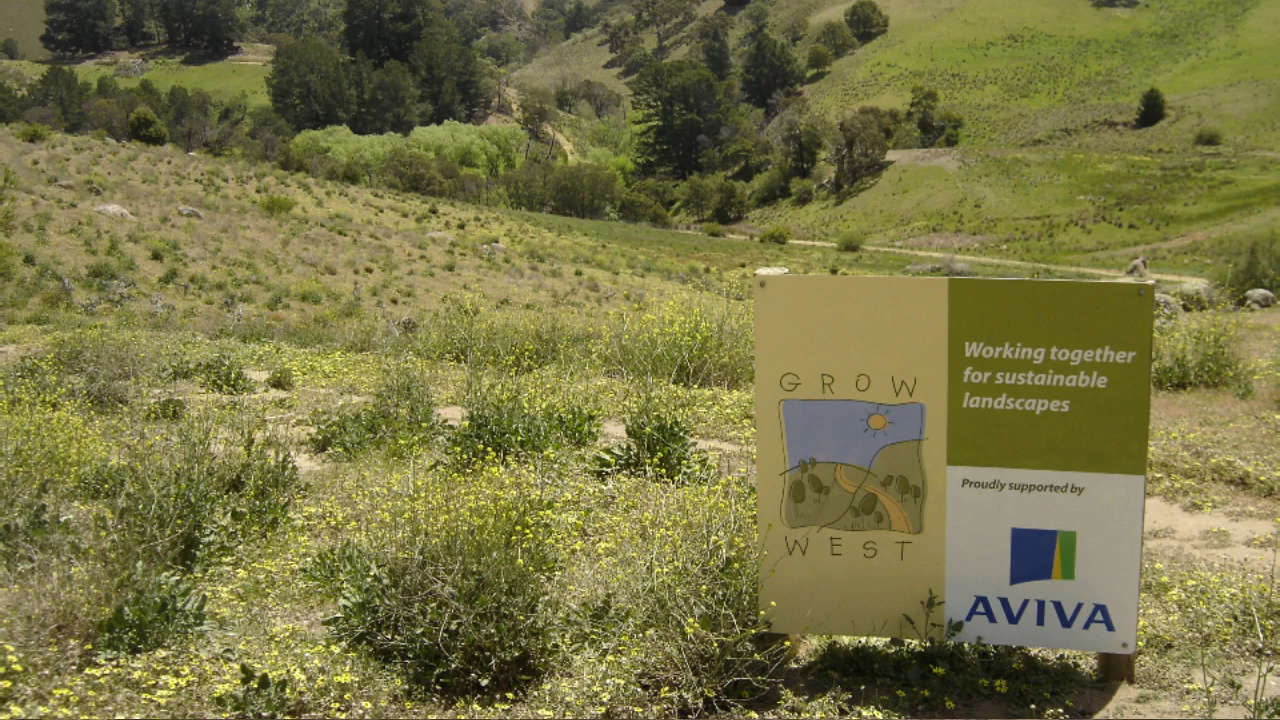 GROW
WEST
Working together
for sustainable
landscapes
Proudly supported by
AVIVA